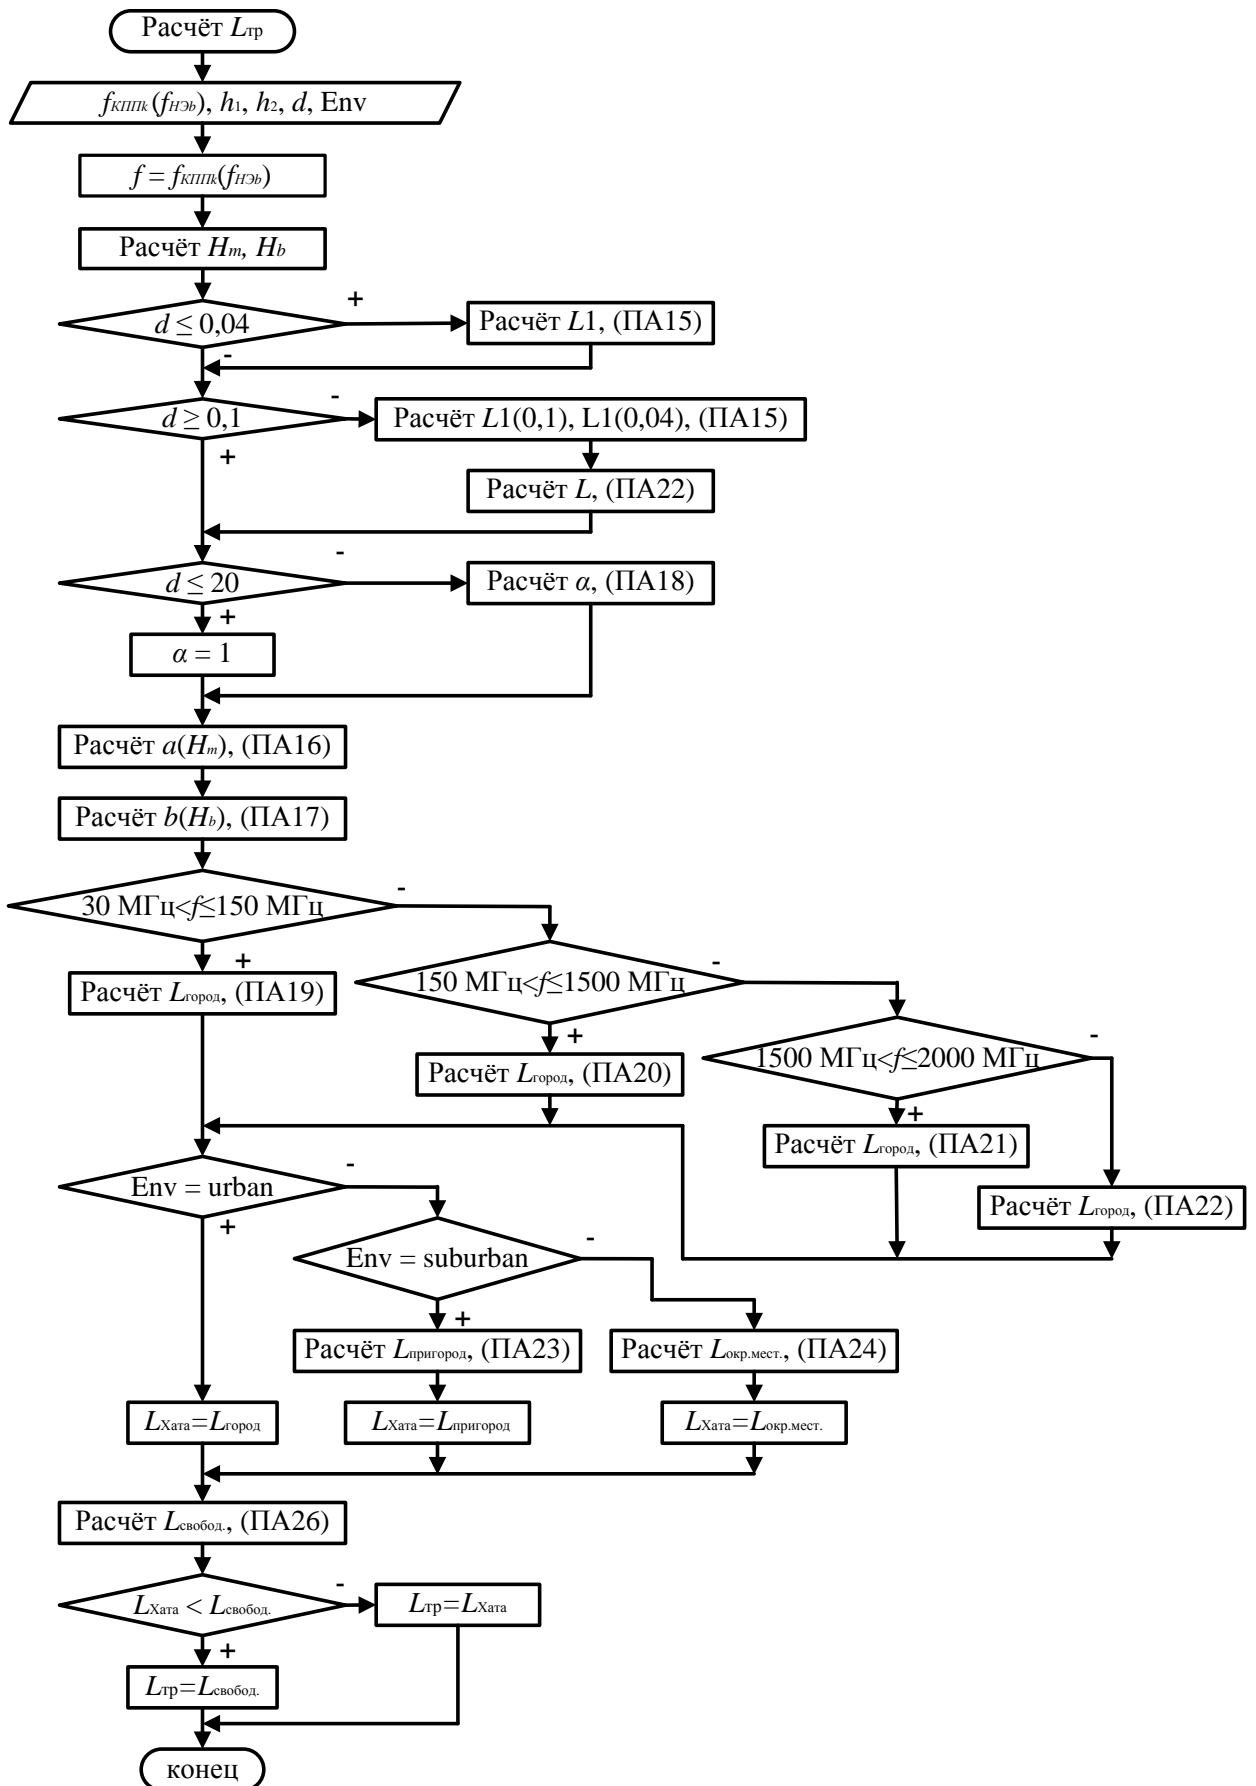 Расчёт Lтр
fКППk(fНЭb), h1, h2, d, Env
f = fКППk(fНЭb)
Расчёт Hm, Hb
d ≤ 0,04
+
Расчёт L1, (ПА15)
-
d ≥ 0,1
-
Расчёт L1(0,1), L1(0,04), (ПА15)
+
Расчёт L, (ПА22)
d ≤ 20
-
Расчёт α, (ПА18)
+
α = 1
Расчёт a(Hm), (ПА16)
Расчёт b(Hb), (ПА17)
30 МГц<f≤150 МГц
-
+
Расчёт Lгород, (ПА19)
150 МГц<f≤1500 МГц
-
+
Расчёт Lгород, (ПА20)
1500 МГц<f≤2000 МГц
-
+
Расчёт Lгород, (ПА21)
Расчёт Lгород, (ПА22)
Env = urban
-
+
Env = suburban
-
+
Расчёт Lпригород, (ПА23)
Расчёт Lокр.мест., (ПА24)
LХата=Lгород
LХата=Lпригород
LХата=Lокр.мест.
Расчёт Lсвобод., (ПА26)
LХата < Lсвобод.
-
Lтр=LХата
+
Lтр=Lсвобод.
конец